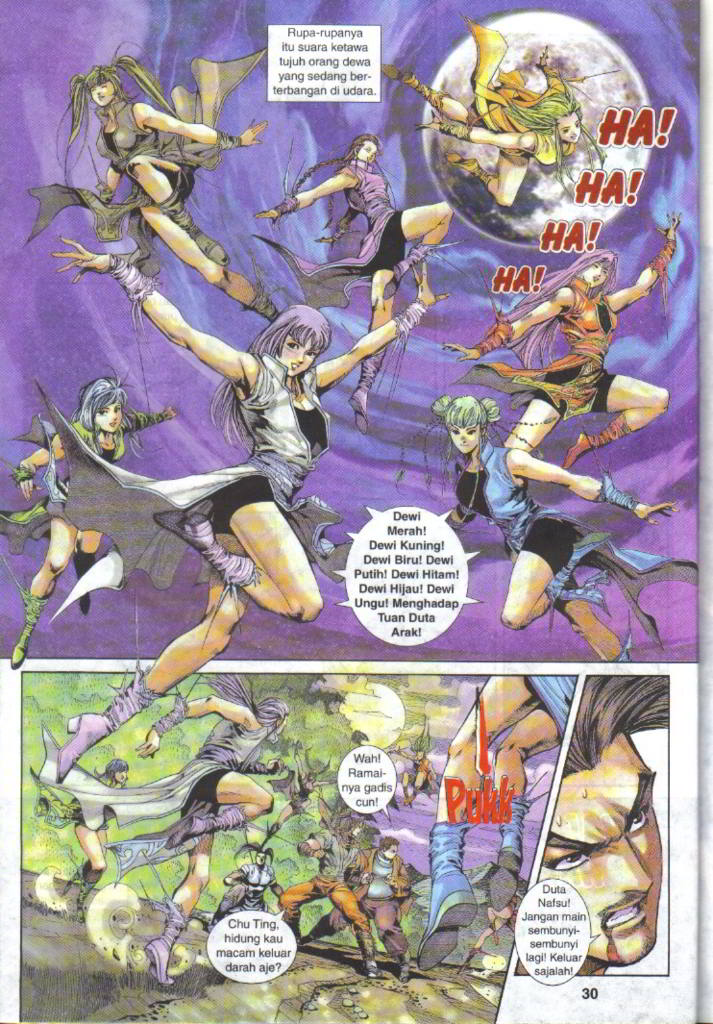 Rupa-rupanya
itu suara ketawa
tujuh orang dewa
yang sedang ber-
terbangan di udara.
HA!
HA!
HA!
HA!
Dewi
Merah!
Dewi Kuning!
Dewi Biru! Dewi
Putih! Dewi Hitam!
Dewi Hijau! Dewi
Ungu! Menghadap
Tuan Duta
Arak!
Wah!
Ramai-
nya gadis
cun!
Pukk
Chu Ting,
hidung kau
macam keluar
darah aje?
Duta
Nafsu!
Jangan main
sembunyi-
sembunyi
lagi! Keluar
sajalah!
30